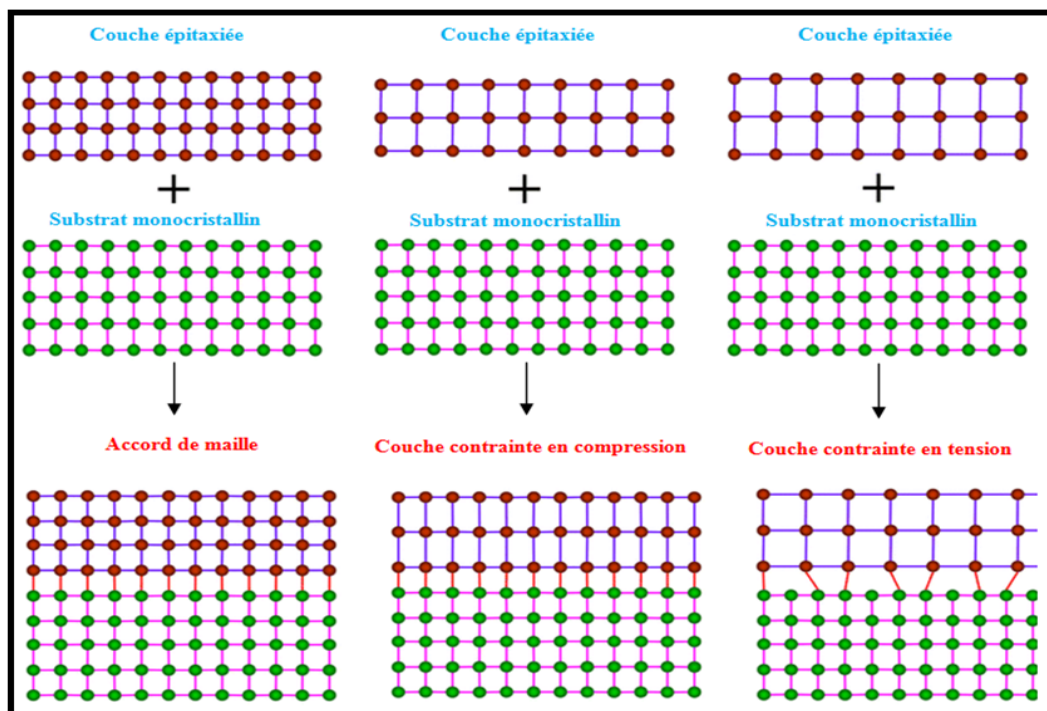 Couche épitaxiée
Couche épitaxiée
Couche épitaxiée
+
+
+
Substrat monocristallin
Substrat monocristallin
Substrat monocristallin
Accord de maille
Couche contrainte en compression
Couche contrainte en tension